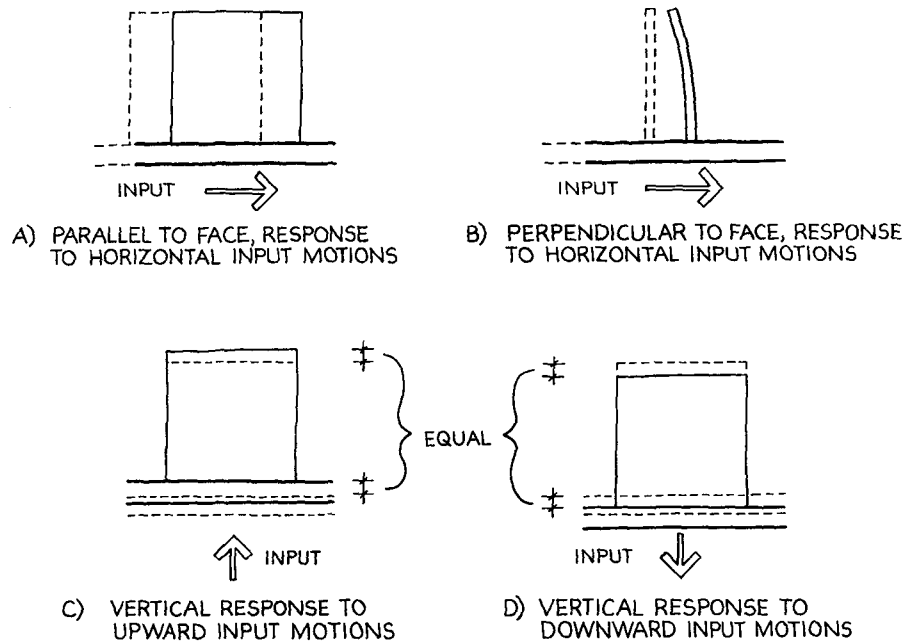 INPUT
A) PARALLEL TO FACE, RESPONSE
TO HORIZONTAL INPUT MOTIONS
INPUT
B) PERPENDICULAR TO FACE, RESPONSE
TO HORIZONTAL INPUT MOTIONS
EQUAL
INPUT
C) VERTICAL RESPONSE TO
UPWARD INPUT MOTIONS
INPUT
D) VERTICAL RESPONSE TO
DOWNWARD INPUT MOTIONS